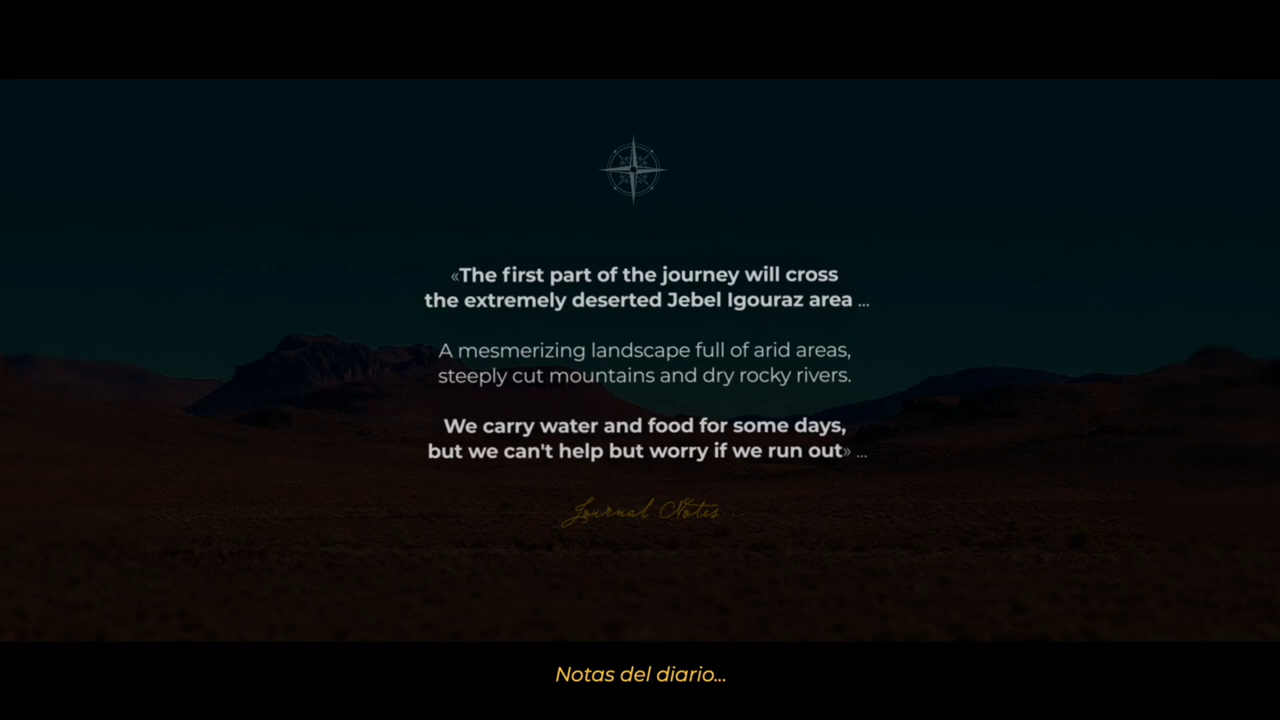 «The first part of the journey will cross
the extremely deserted Jebel Igouraz area ...
A mesmerizing landscape full of arid areas,
steeply cut mountains and dry rocky rivers.
We carry water and food for some days,
but we can't help but worry if we run out» ...
Journal Notes...
Notas del diario...